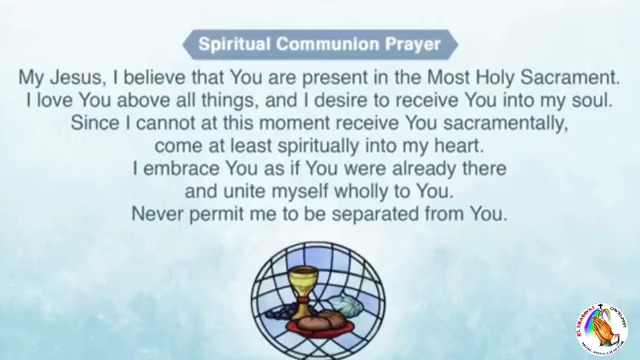 Spiritual Communion Prayer
My Jesus, I believe that You are present in the Most Holy Sacrament.
I love You above all things, and I desire to receive You into my soul.
Since I cannot at this moment receive You sacramentally,
come at least spiritually into my heart.
I embrace You as if You were already there
and unite myself wholly to You.
Never permit me to be separated from You.